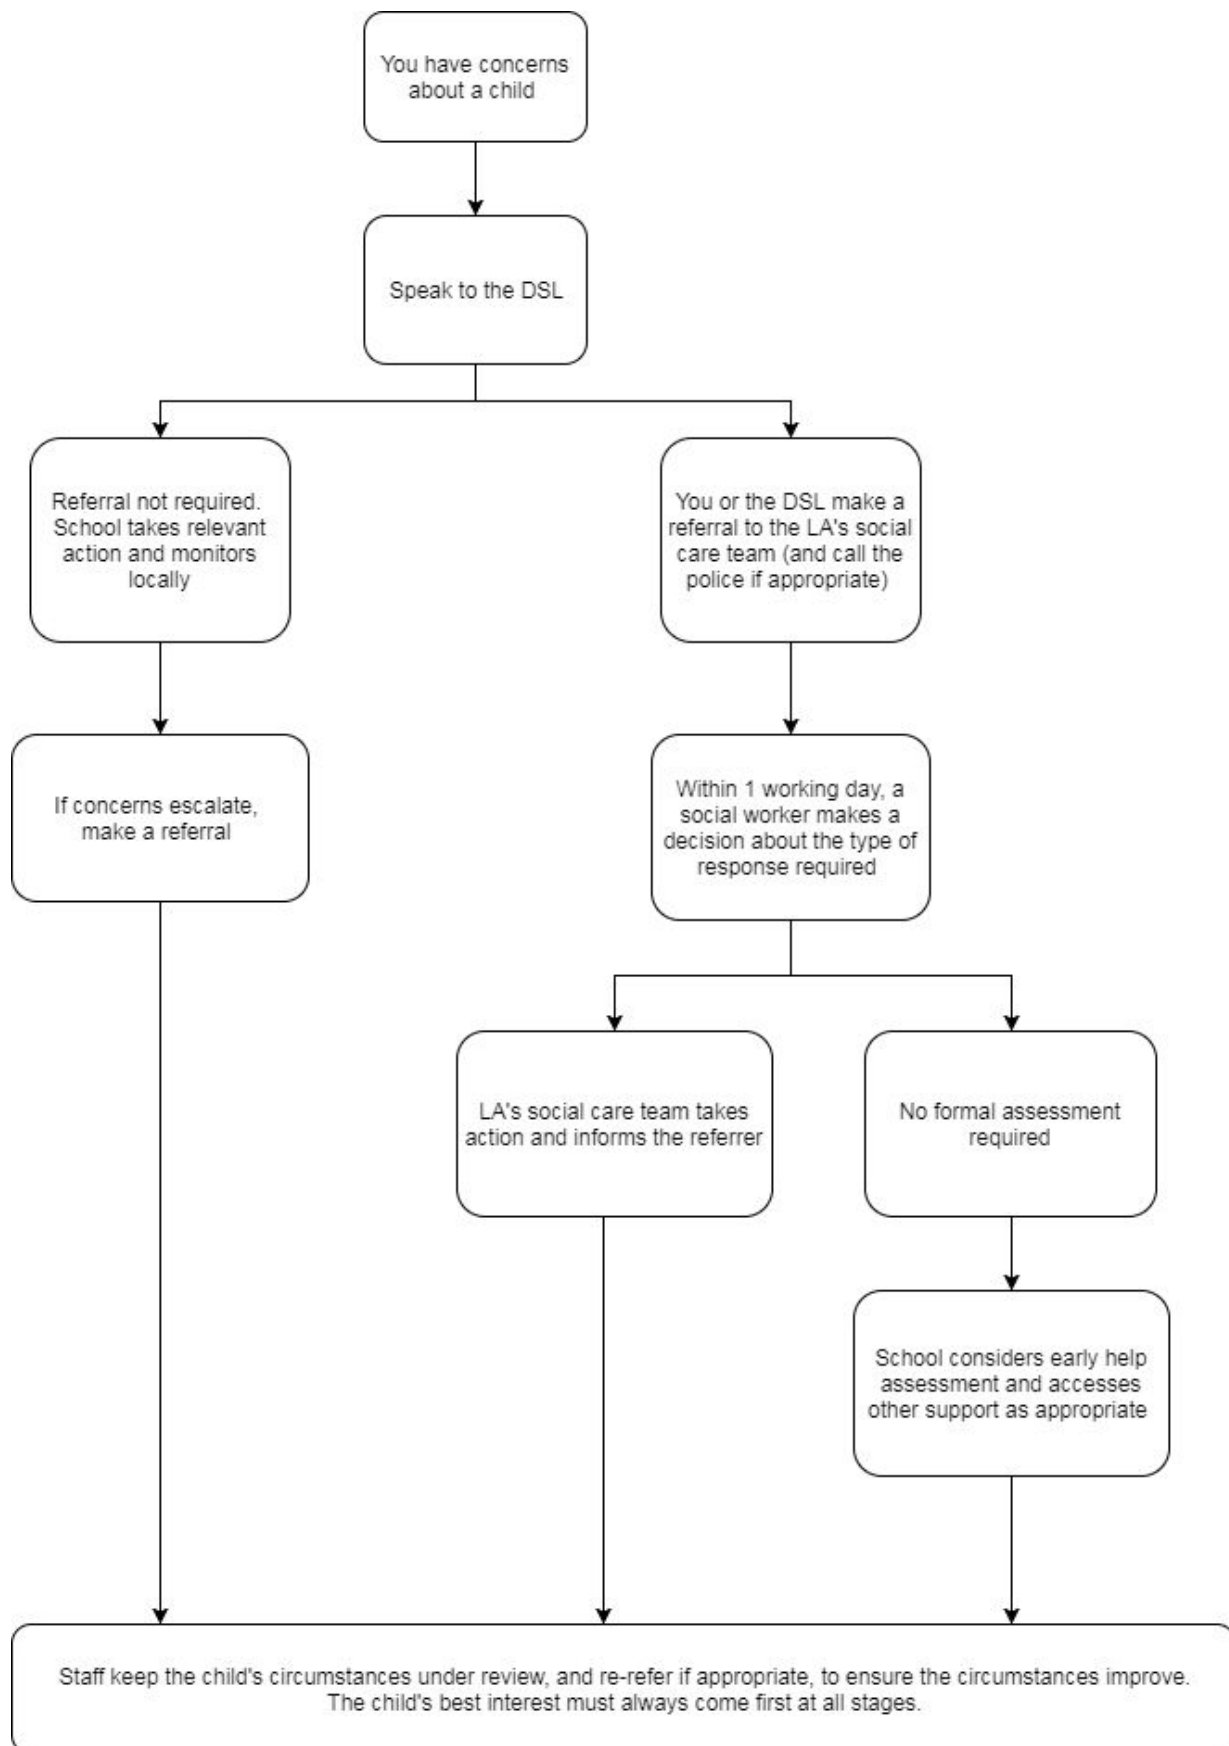 You have concerns
about a child
Speak to the DSL
Referral not required.
School takes relevant
action and monitors
locally
You or the DSL make a
referral to the LA's social
care team (and call the
police if appropriate)
If concerns escalate,
make a referral
Within 1 working day, a
social worker makes a
decision about the type of
response required
LA's social care team takes
action and informs the referrer
No formal assessment
required
School considers early help
assessment and accesses
other support as appropriate
Staff keep the child's circumstances under review, and re-refer if appropriate, to ensure the circumstances improve.
The child's best interest must always come first at all stages.